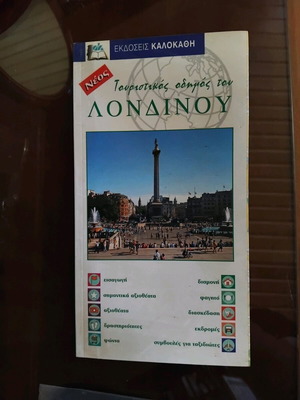 ΕΚΔΟΣΕΙΣ ΚΑΛΟΚΑΘΗ
Νέος
Τουριστικός οδηγός του
ΛΟΝΔΙΝΟΥ
εισαγωγή
διαμονή
σημαντικά αξιοθέατα
φαγητό
αξιοθέατα
διασκέδαση
δραστηριότητες
εκδρομές
ψώνια
συμβουλές για ταξιδιώτες